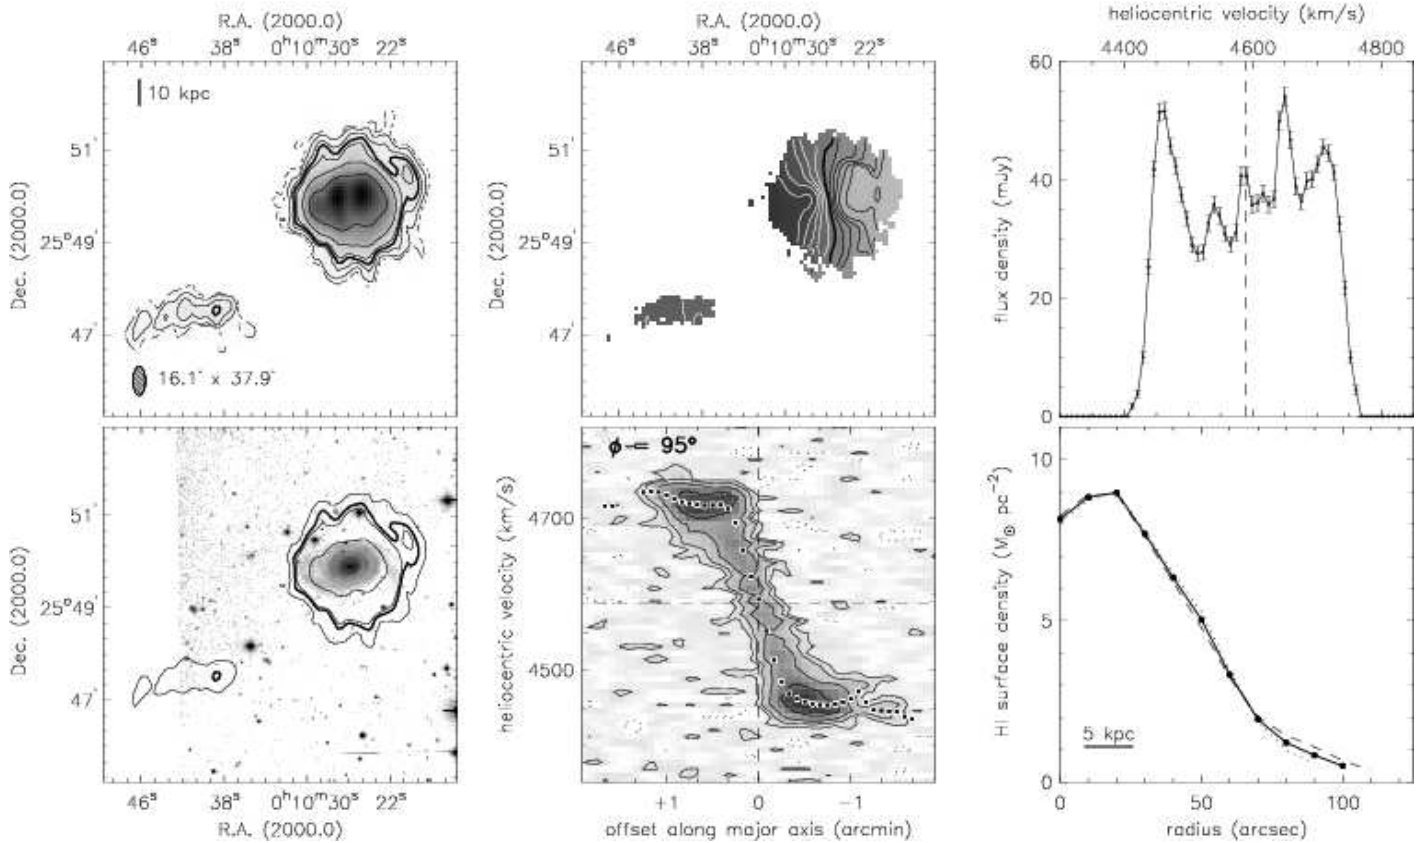 R.A. (2000.0)
46ˢ 38ˢ 0ʰ10ᵐ30ˢ 22ˢ
10 kpc
51'
25°49'
47'
Dec. (2000.0)
16.1" x 37.9"
R.A. (2000.0)
46ˢ 38ˢ 0ʰ10ᵐ30ˢ 22ˢ
51'
25°49'
47'
Dec. (2000.0)
heliocentric velocity (km/s)
4400 4600 4800
60
40
20
0
flux density (mJy)
51'
25°49'
47'
Dec. (2000.0)
46ˢ 38ˢ 0ʰ10ᵐ30ˢ 22ˢ
R.A. (2000.0)
ϕ = 95°
4700
4500
heliocentric velocity (km/s)
+1 0 −1
offset along major axis (arcmin)
10
5
0
HI surface density (M⊙ pc⁻²)
5 kpc
0 50 100
radius (arcsec)